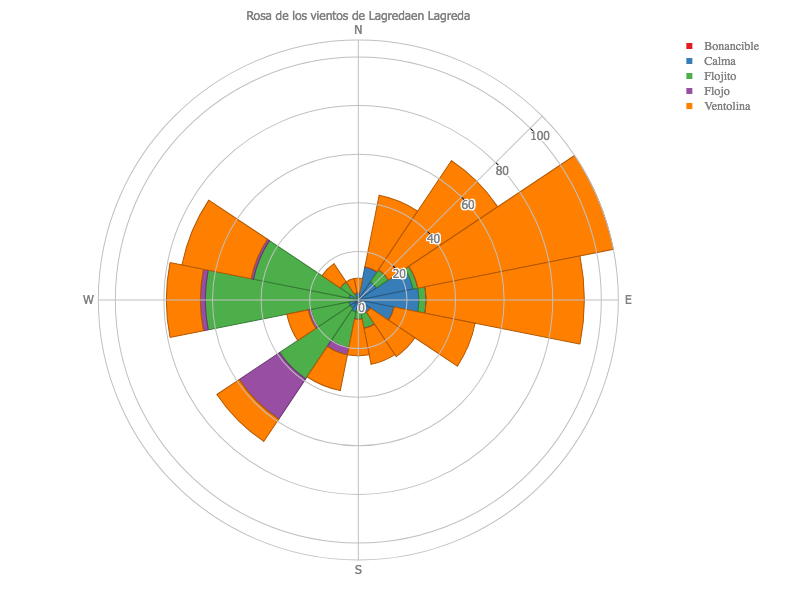 Rosa de los vientos de Lagredaen Lagreda
N
Bonancible
Calma
Flojito
Flojo
Ventolina
100
80
60
40
20
0
W
E
S